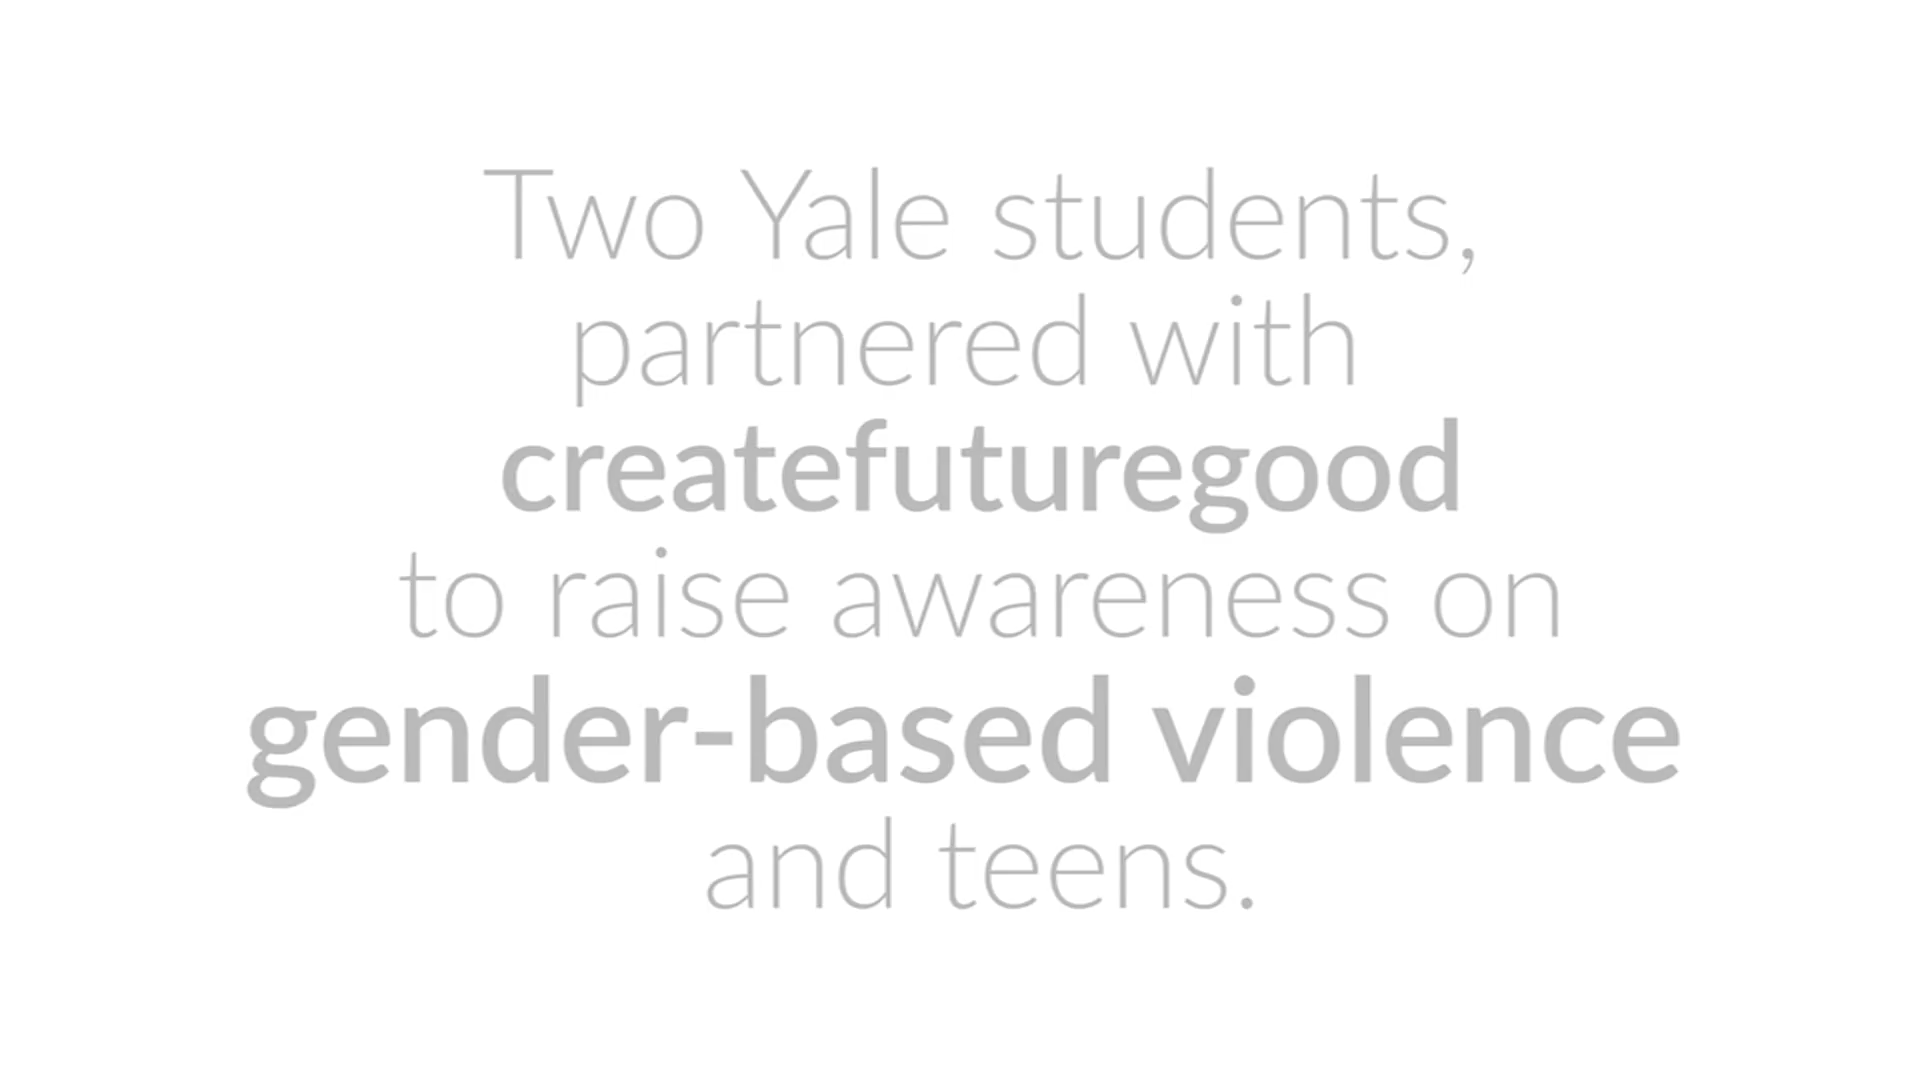 Two Yale students,
partnered with
createfuturegood
to raise awareness on
gender-based violence
and teens.